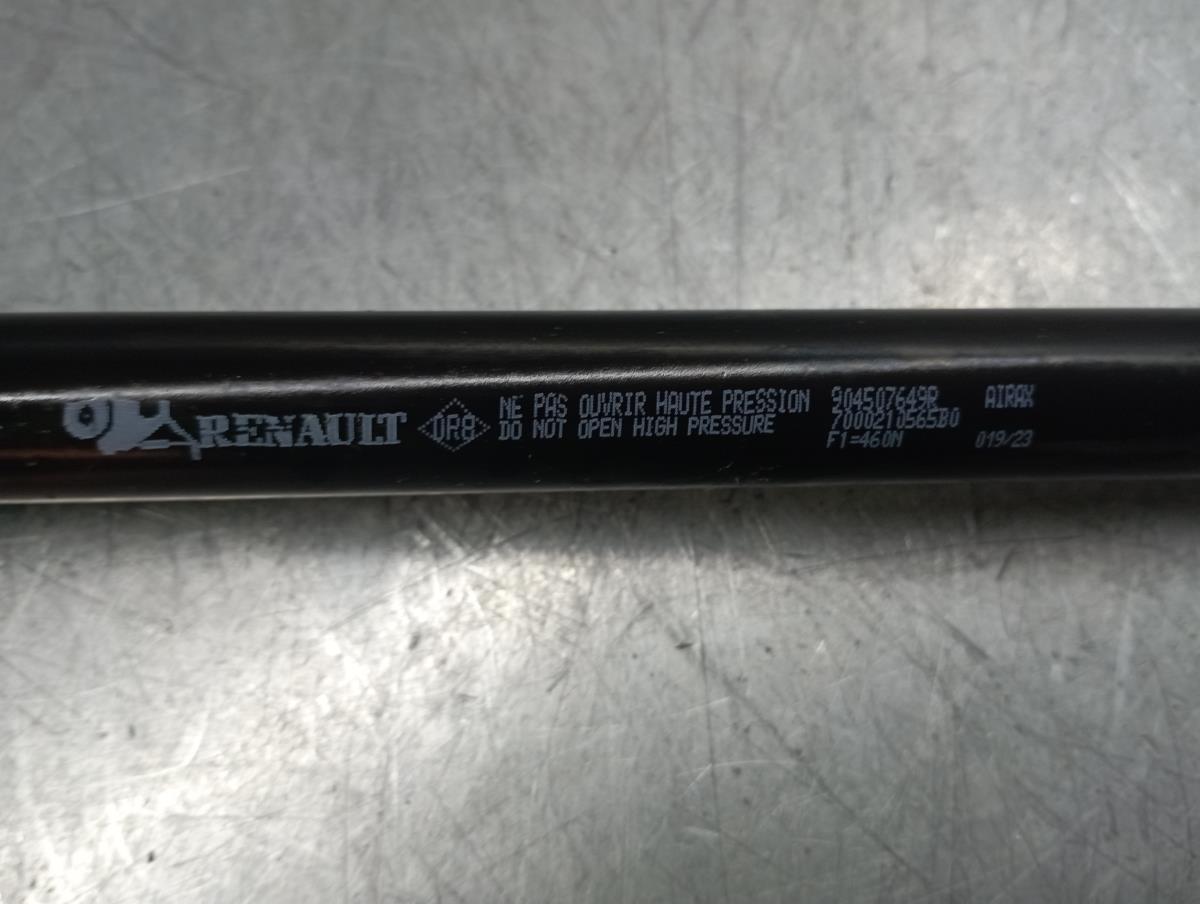 RENAULT
DR8
NE PAS OUVRIR HAUTE PRESSION
DO NOT OPEN HIGH PRESSURE
904507649R
7000210565B0
F1=460N
AIRAX
019/23